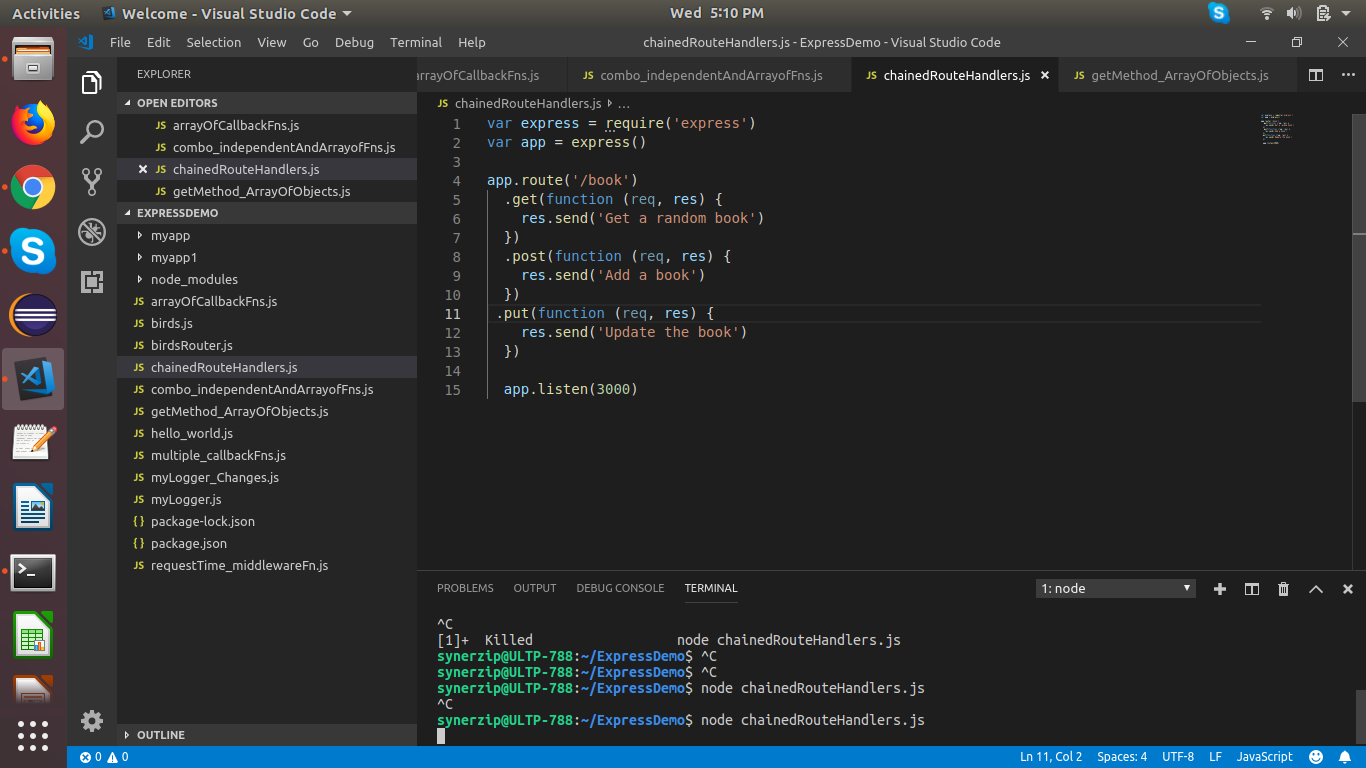 Activities Welcome - Visual Studio Code Wed 5:10 PM
File Edit Selection View Go Debug Terminal Help chainedRouteHandlers.js - ExpressDemo - Visual Studio Code
EXPLORER
OPEN EDITORS
JS arrayOfCallbackFns.js
JS combo_independentAndArrayofFns.js
JS chainedRouteHandlers.js
JS getMethod_ArrayOfObjects.js
EXPRESSDEMO
myapp
myapp1
node_modules
JS arrayOfCallbackFns.js
JS birds.js
JS birdsRouter.js
JS chainedRouteHandlers.js
JS combo_independentAndArrayofFns.js
JS getMethod_ArrayOfObjects.js
JS hello_world.js
JS multiple_callbackFns.js
JS myLogger_Changes.js
JS myLogger.js
{ } package-lock.json
{ } package.json
JS requestTime_middlewareFn.js
OUTLINE
arrayOfCallbackFns.js JS combo_independentAndArrayofFns.js JS chainedRouteHandlers.js JS getMethod_ArrayOfObjects.js
JS chainedRouteHandlers.js ...
1 var express = require('express')
2 var app = express()
3
4 app.route('/book')
5 .get(function (req, res) {
6 res.send('Get a random book')
7 })
8 .post(function (req, res) {
9 res.send('Add a book')
10 })
11 .put(function (req, res) {
12 res.send('Update the book')
13 })
14
15 app.listen(3000)
PROBLEMS OUTPUT DEBUG CONSOLE TERMINAL 1: node
^C
[1]+ Killed node chainedRouteHandlers.js
synerzip@ULTP-788:~/ExpressDemo$ ^C
synerzip@ULTP-788:~/ExpressDemo$ ^C
synerzip@ULTP-788:~/ExpressDemo$ node chainedRouteHandlers.js
^C
synerzip@ULTP-788:~/ExpressDemo$ node chainedRouteHandlers.js
0 0 Ln 11, Col 2 Spaces: 4 UTF-8 LF JavaScript